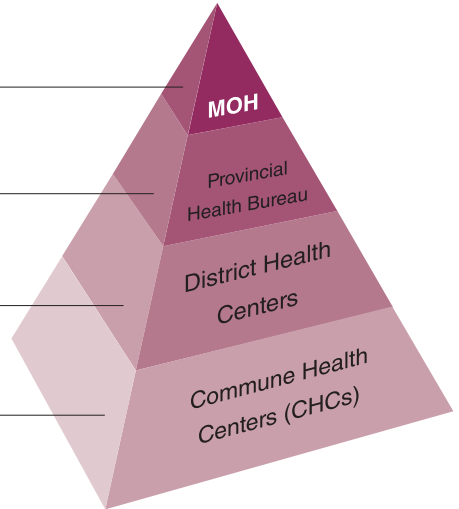 MOH
Provincial
Health Bureau
District Health
Centers
Commune Health
Centers (CHCs)